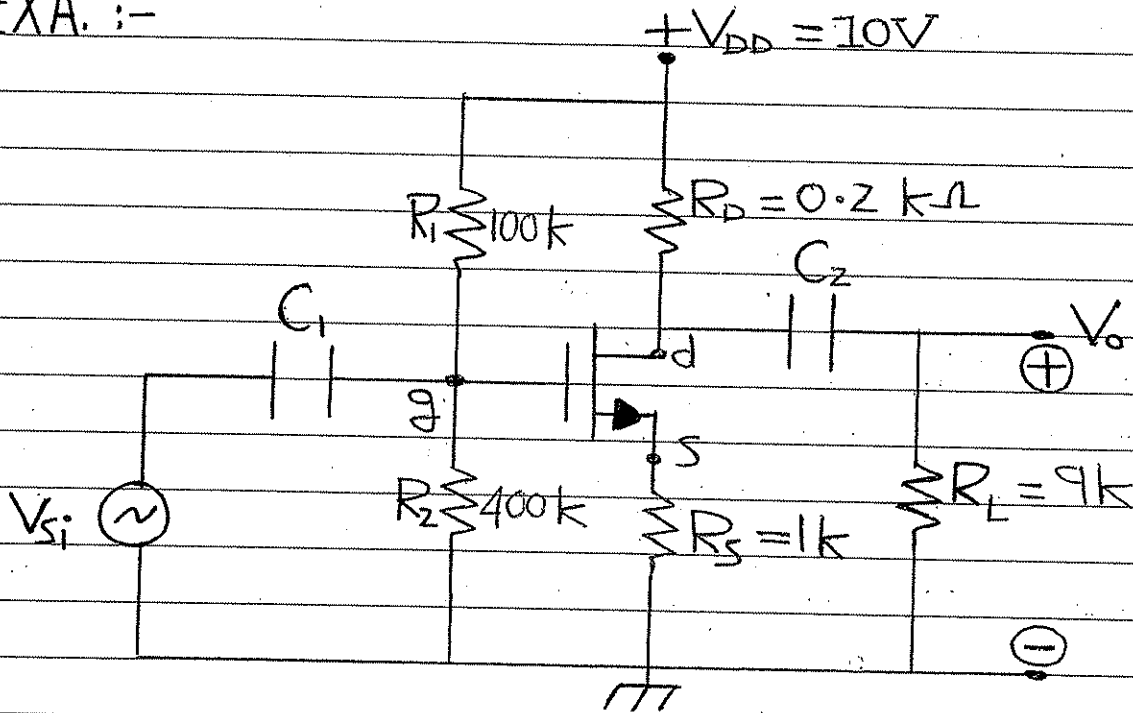 EXA. :-
+VDD = 10V
R1 100k
RD = 0.2 kΩ
C1
C2
Vo
+
d
g
S
Vsi
R2 400k
RS = 1k
RL = 9k
-